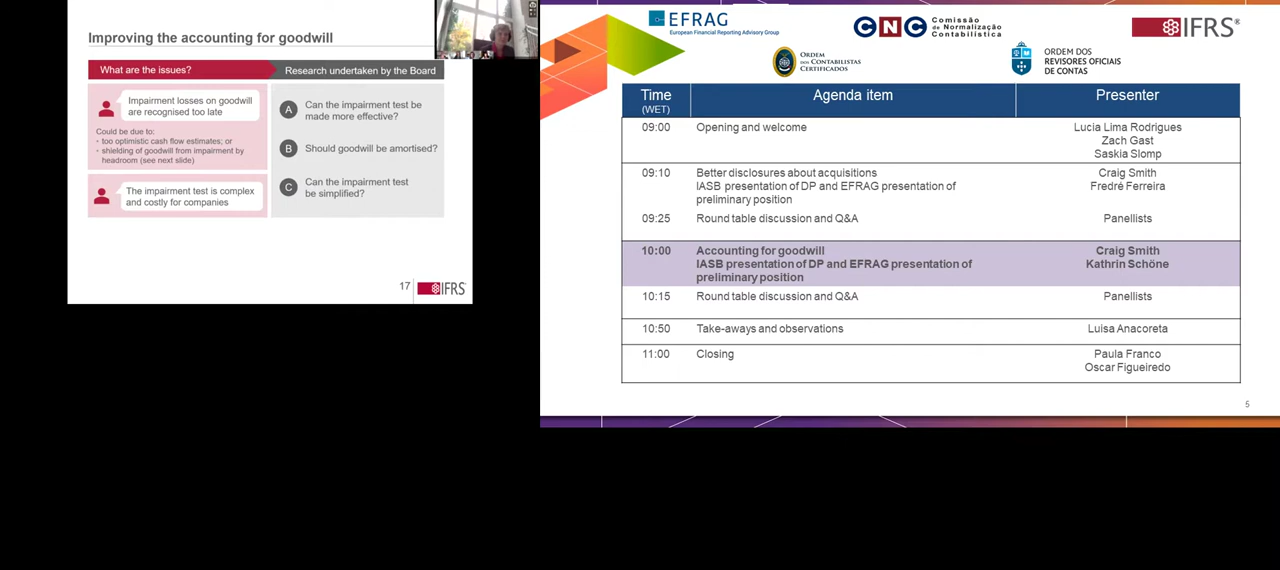 Improving the accounting for goodwill
What are the issues?
Research undertaken by the Board
Impairment losses on goodwill
are recognised too late
Could be due to:
• too optimistic cash flow estimates; or
• shielding of goodwill from impairment by
headroom (see next slide)
The impairment test is complex
and costly for companies
A
Can the impairment test be
made more effective?
B
Should goodwill be amortised?
C
Can the impairment test
be simplified?
17
IFRS®
EFRAG
European Financial Reporting Advisory Group
CNC
Comissão
de Normalização
Contabilística
IFRS®
ORDEM
DOS CONTABILISTAS
CERTIFICADOS
ORDEM DOS
REVISORES OFICIAIS
DE CONTAS
Time
(WET)
Agenda item
Presenter
09:00
Opening and welcome
Lucia Lima Rodrigues
Zach Gast
Saskia Slomp
09:10
Better disclosures about acquisitions
IASB presentation of DP and EFRAG presentation of
preliminary position
Craig Smith
Fredré Ferreira
09:25
Round table discussion and Q&A
Panellists
10:00
Accounting for goodwill
IASB presentation of DP and EFRAG presentation of
preliminary position
Craig Smith
Kathrin Schöne
10:15
Round table discussion and Q&A
Panellists
10:50
Take-aways and observations
Luisa Anacoreta
11:00
Closing
Paula Franco
Oscar Figueiredo
5